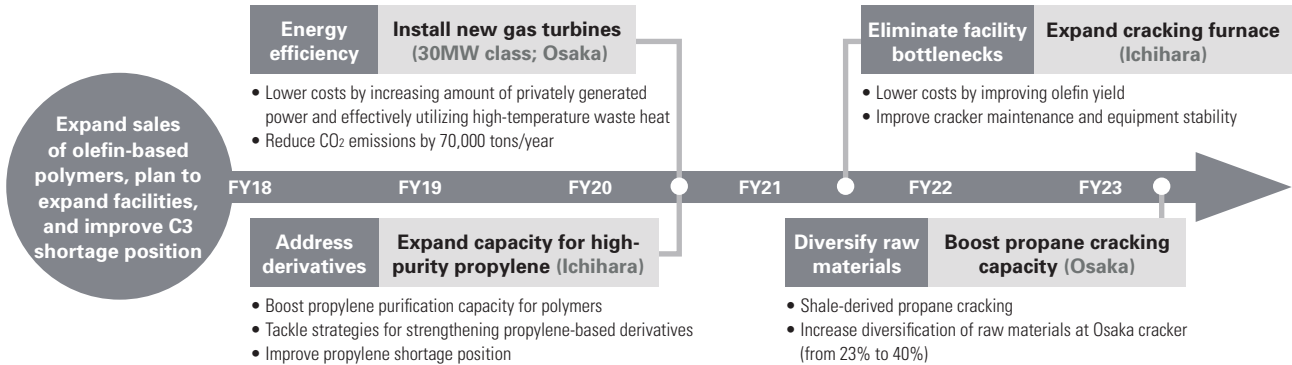 Expand sales
of olefin-based
polymers, plan to
expand facilities,
and improve C3
shortage position
Energy
efficiency
Install new gas turbines
(30MW class; Osaka)
• Lower costs by increasing amount of privately generated
power and effectively utilizing high-temperature waste heat
• Reduce CO2 emissions by 70,000 tons/year
Eliminate facility
bottlenecks
Expand cracking furnace
(Ichihara)
• Lower costs by improving olefin yield
• Improve cracker maintenance and equipment stability
FY18 FY19 FY20 FY21 FY22 FY23
Address
derivatives
Expand capacity for high-
purity propylene (Ichihara)
• Boost propylene purification capacity for polymers
• Tackle strategies for strengthening propylene-based derivatives
• Improve propylene shortage position
Diversify raw
materials
Boost propane cracking
capacity (Osaka)
• Shale-derived propane cracking
• Increase diversification of raw materials at Osaka cracker
(from 23% to 40%)